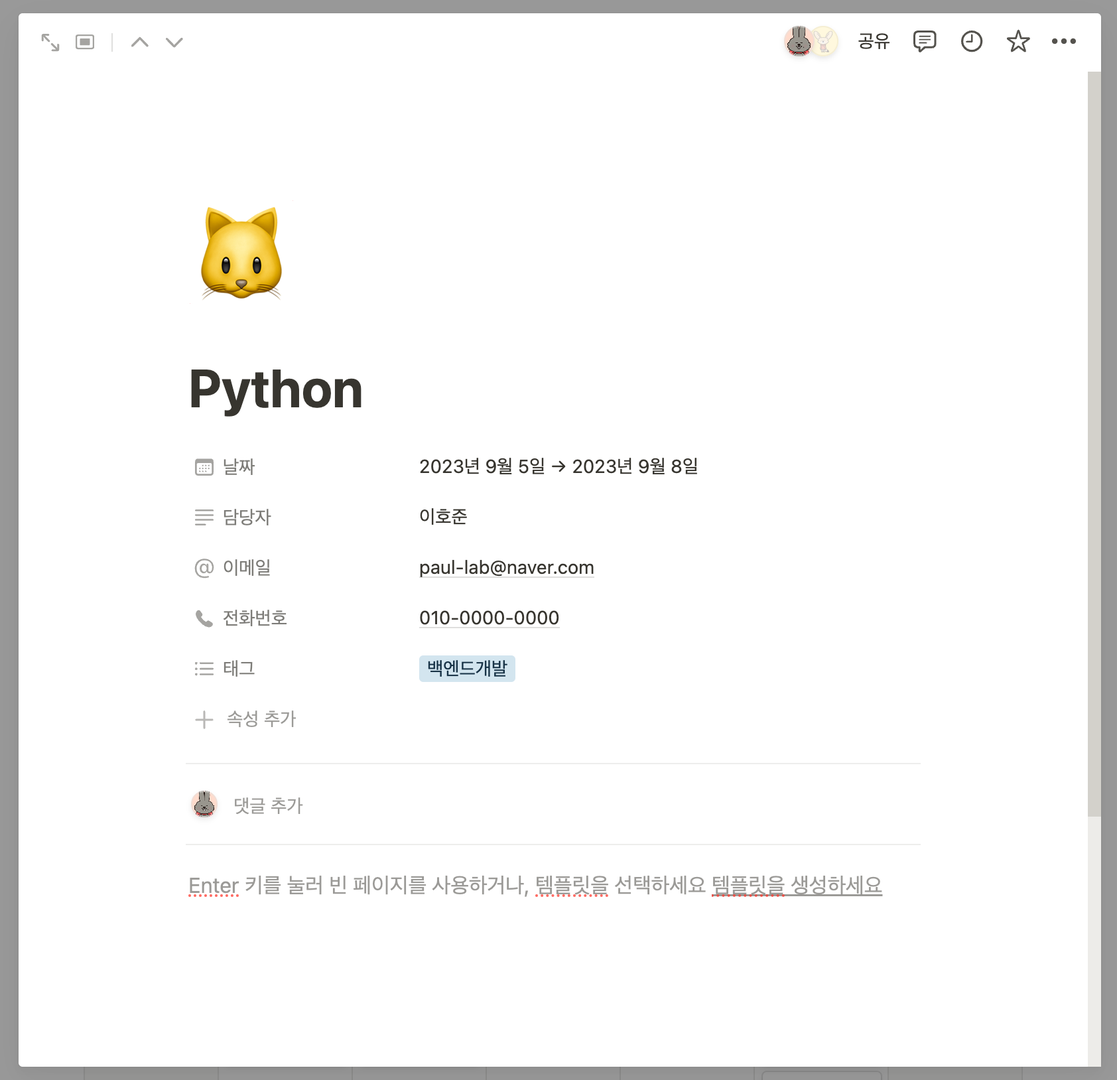 공유
Python
날짜 2023년 9월 5일 → 2023년 9월 8일
담당자 이호준
이메일 paul-lab@naver.com
전화번호 010-0000-0000
태그 백엔드개발
속성 추가
댓글 추가
Enter 키를 눌러 빈 페이지를 사용하거나, 템플릿을 선택하세요 템플릿을 생성하세요